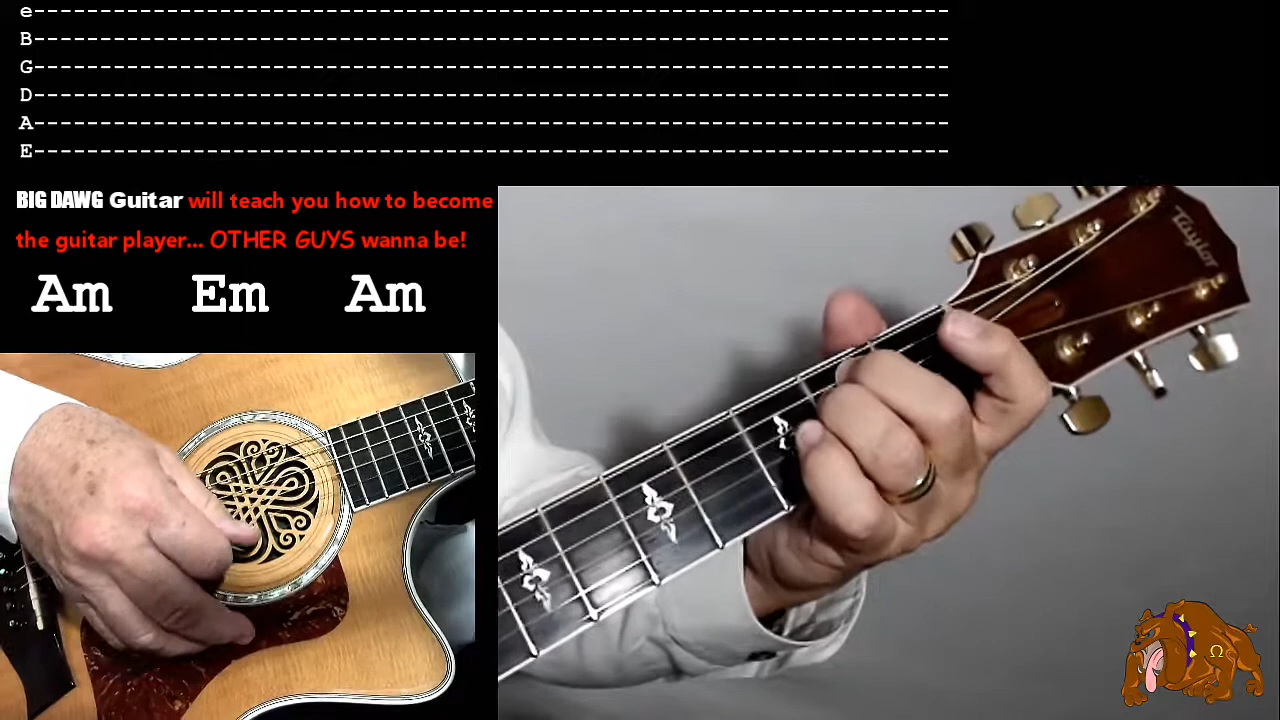 e------------------------------------------------------------------
B------------------------------------------------------------------
G------------------------------------------------------------------
D------------------------------------------------------------------
A------------------------------------------------------------------
E------------------------------------------------------------------
BIG DAWG Guitar will teach you how to become
the guitar player... OTHER GUYS wanna be!
Am Em Am
Taylor
Ω